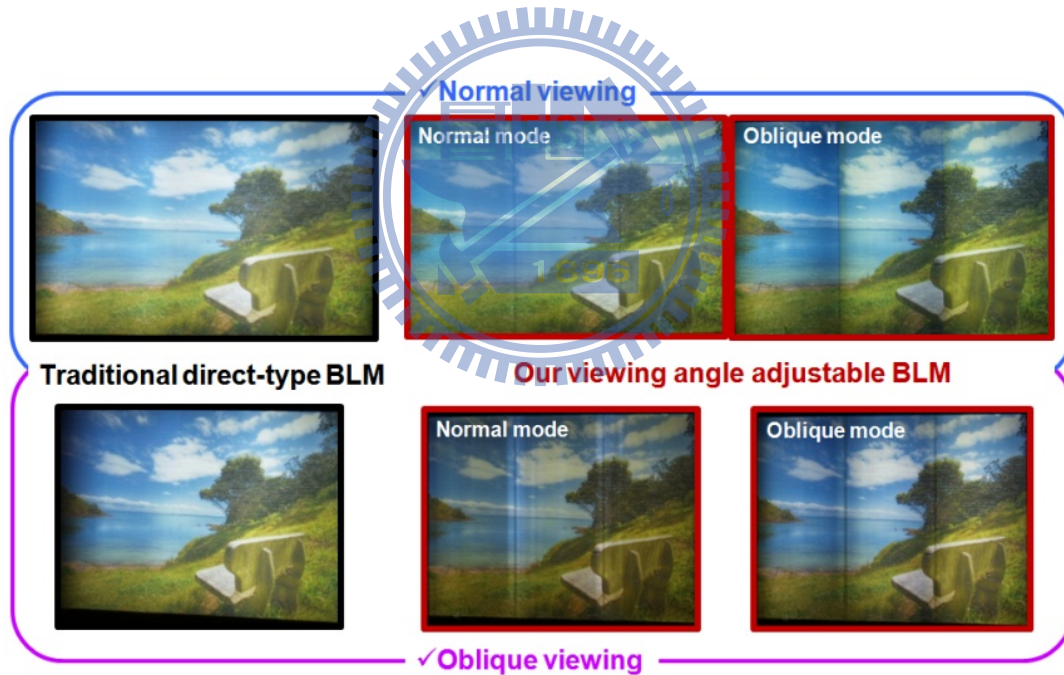 ✓Normal viewing
Normal mode
Oblique mode
1896
Traditional direct-type BLM
Our viewing angle adjustable BLM
Normal mode
Oblique mode
✓Oblique viewing